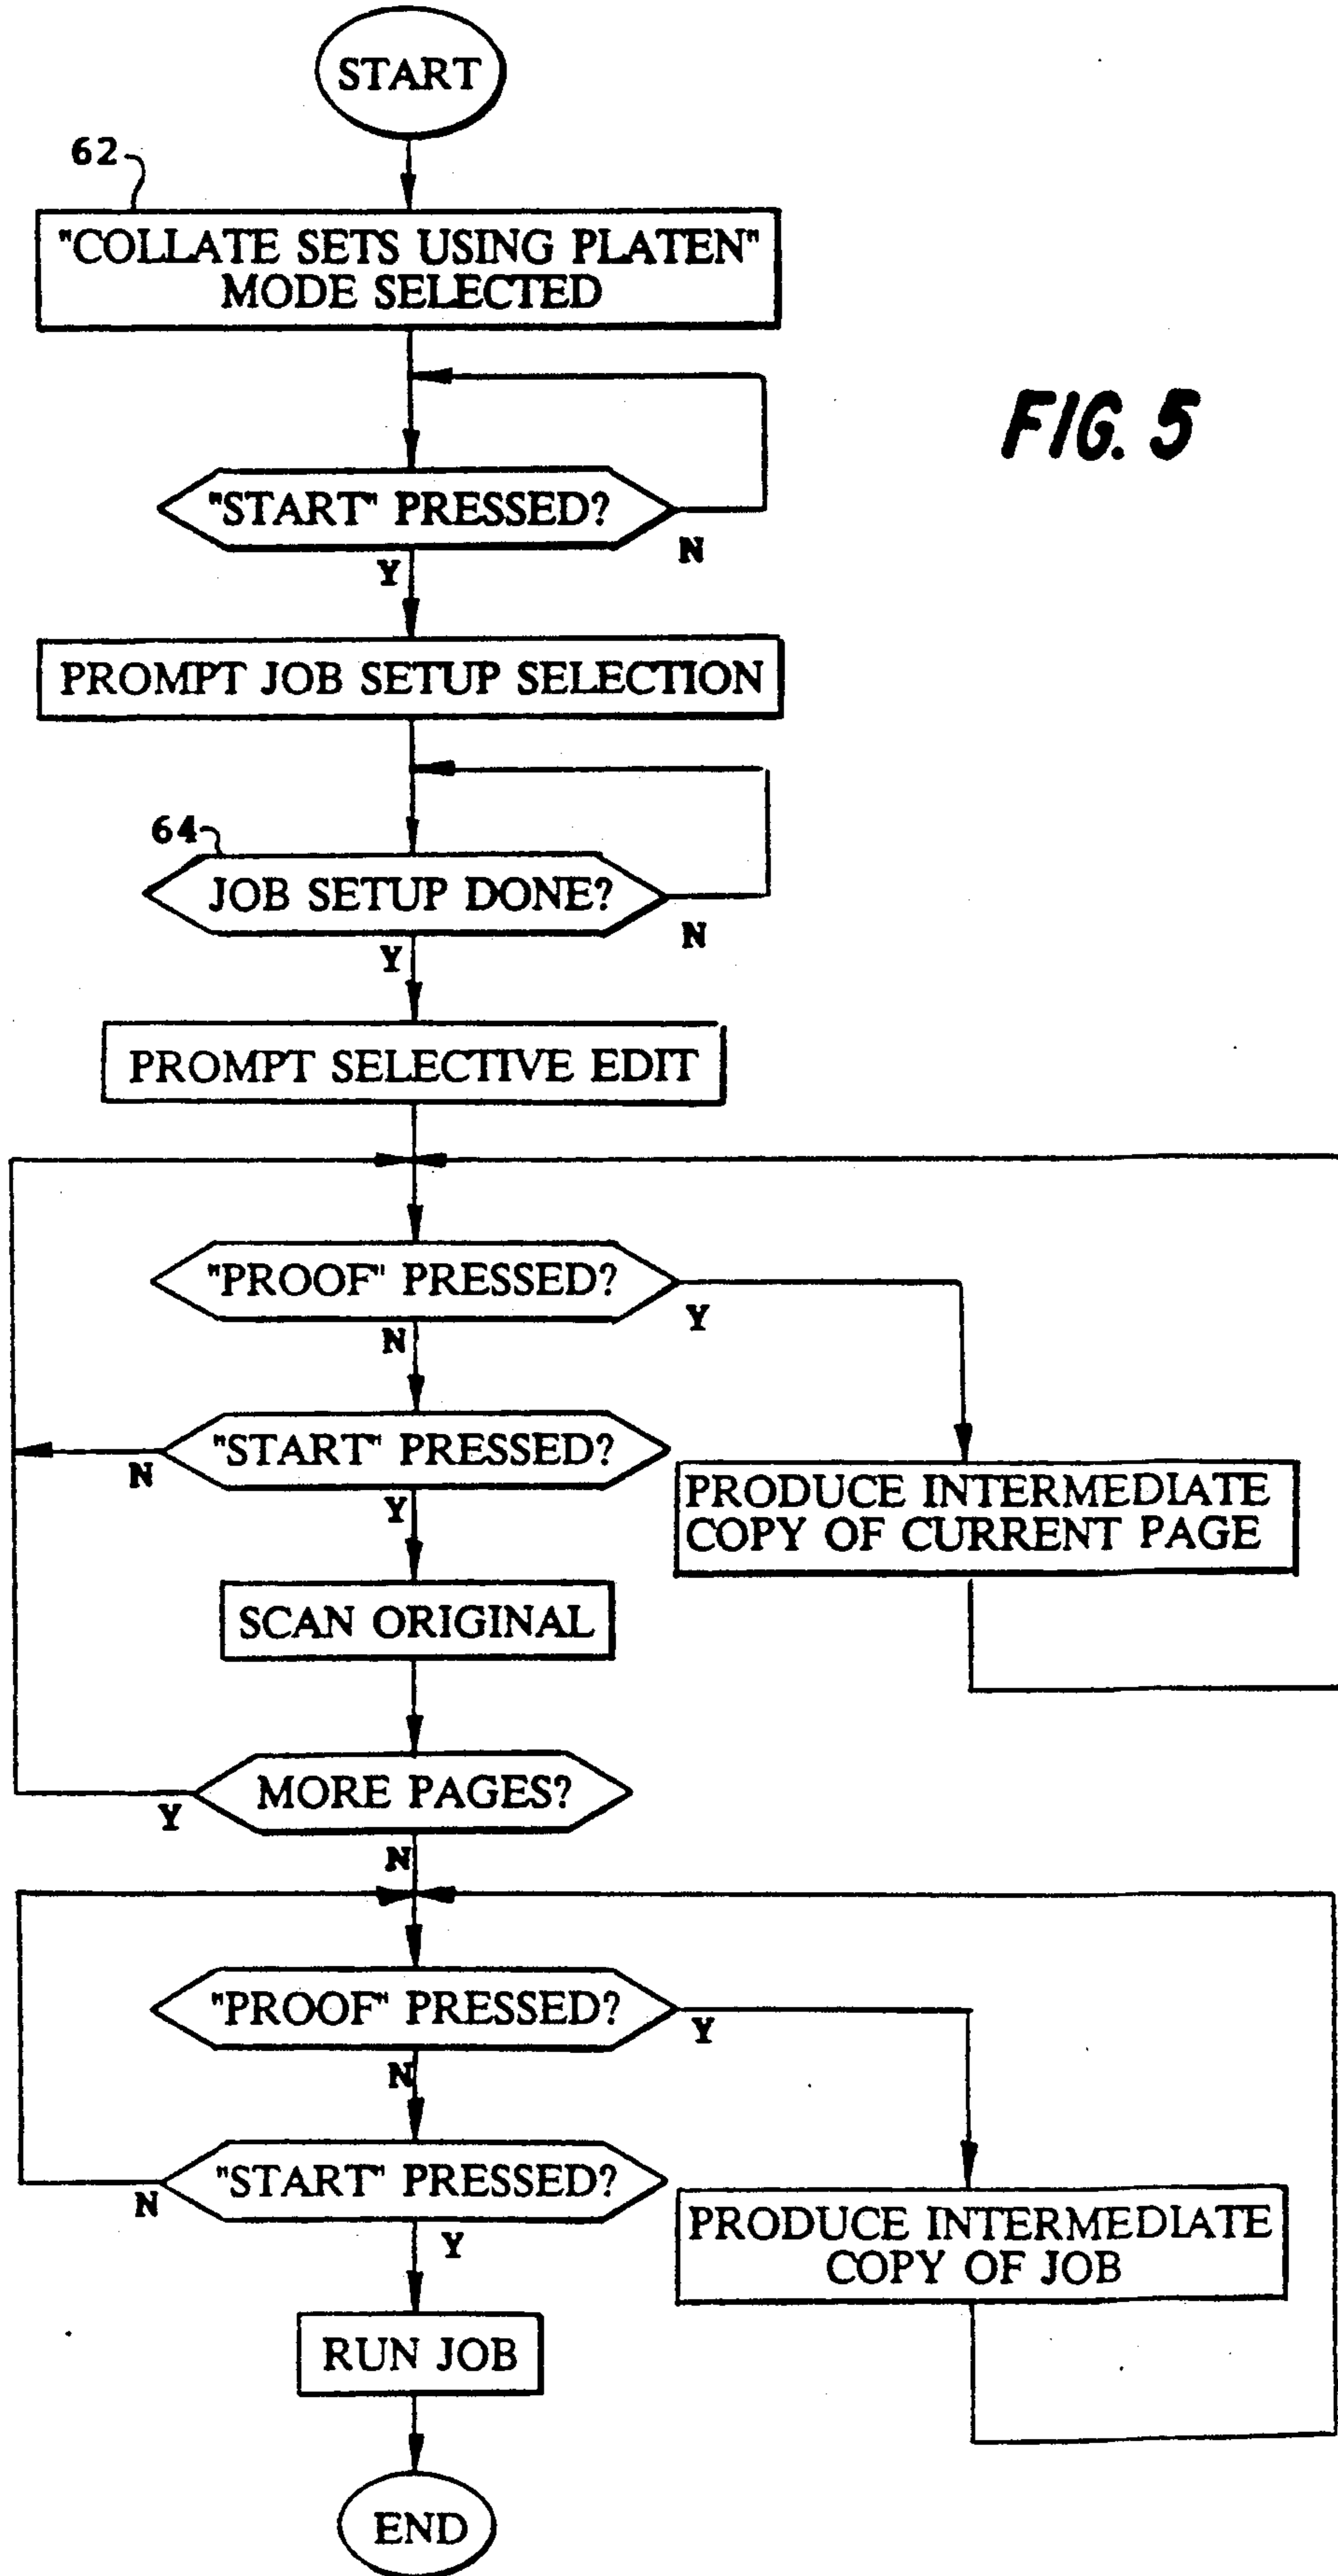 START
62
"COLLATE SETS USING PLATEN"
MODE SELECTED
FIG. 5
"START" PRESSED?
N
Y
PROMPT JOB SETUP SELECTION
64
JOB SETUP DONE?
N
Y
PROMPT SELECTIVE EDIT
"PROOF" PRESSED?
Y
N
"START" PRESSED?
N
Y
PRODUCE INTERMEDIATE
COPY OF CURRENT PAGE
SCAN ORIGINAL
MORE PAGES?
Y
N
"PROOF" PRESSED?
Y
N
"START" PRESSED?
N
Y
PRODUCE INTERMEDIATE
COPY OF JOB
RUN JOB
END